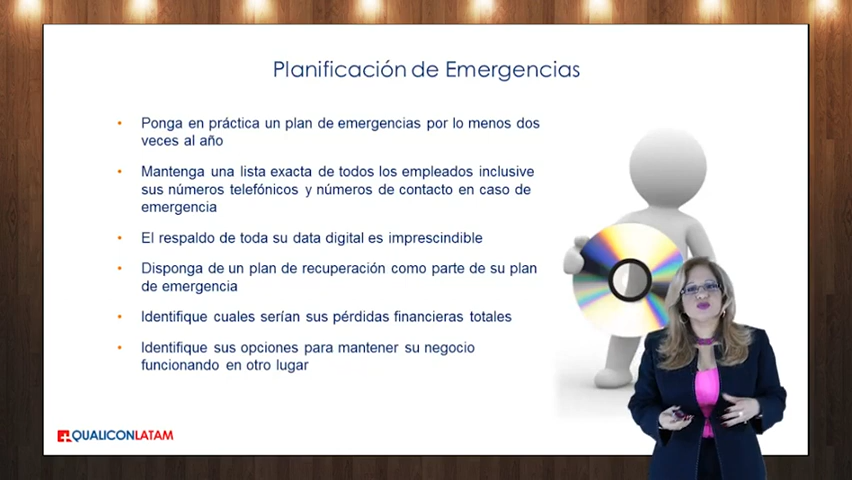 Planificación de Emergencias
Ponga en práctica un plan de emergencias por lo menos dos
veces al año
Mantenga una lista exacta de todos los empleados inclusive
sus números telefónicos y números de contacto en caso de
emergencia
El respaldo de toda su data digital es imprescindible
Disponga de un plan de recuperación como parte de su plan
de emergencia
Identifique cuales serían sus pérdidas financieras totales
Identifique sus opciones para mantener su negocio
funcionando en otro lugar
QUALICONLATAM